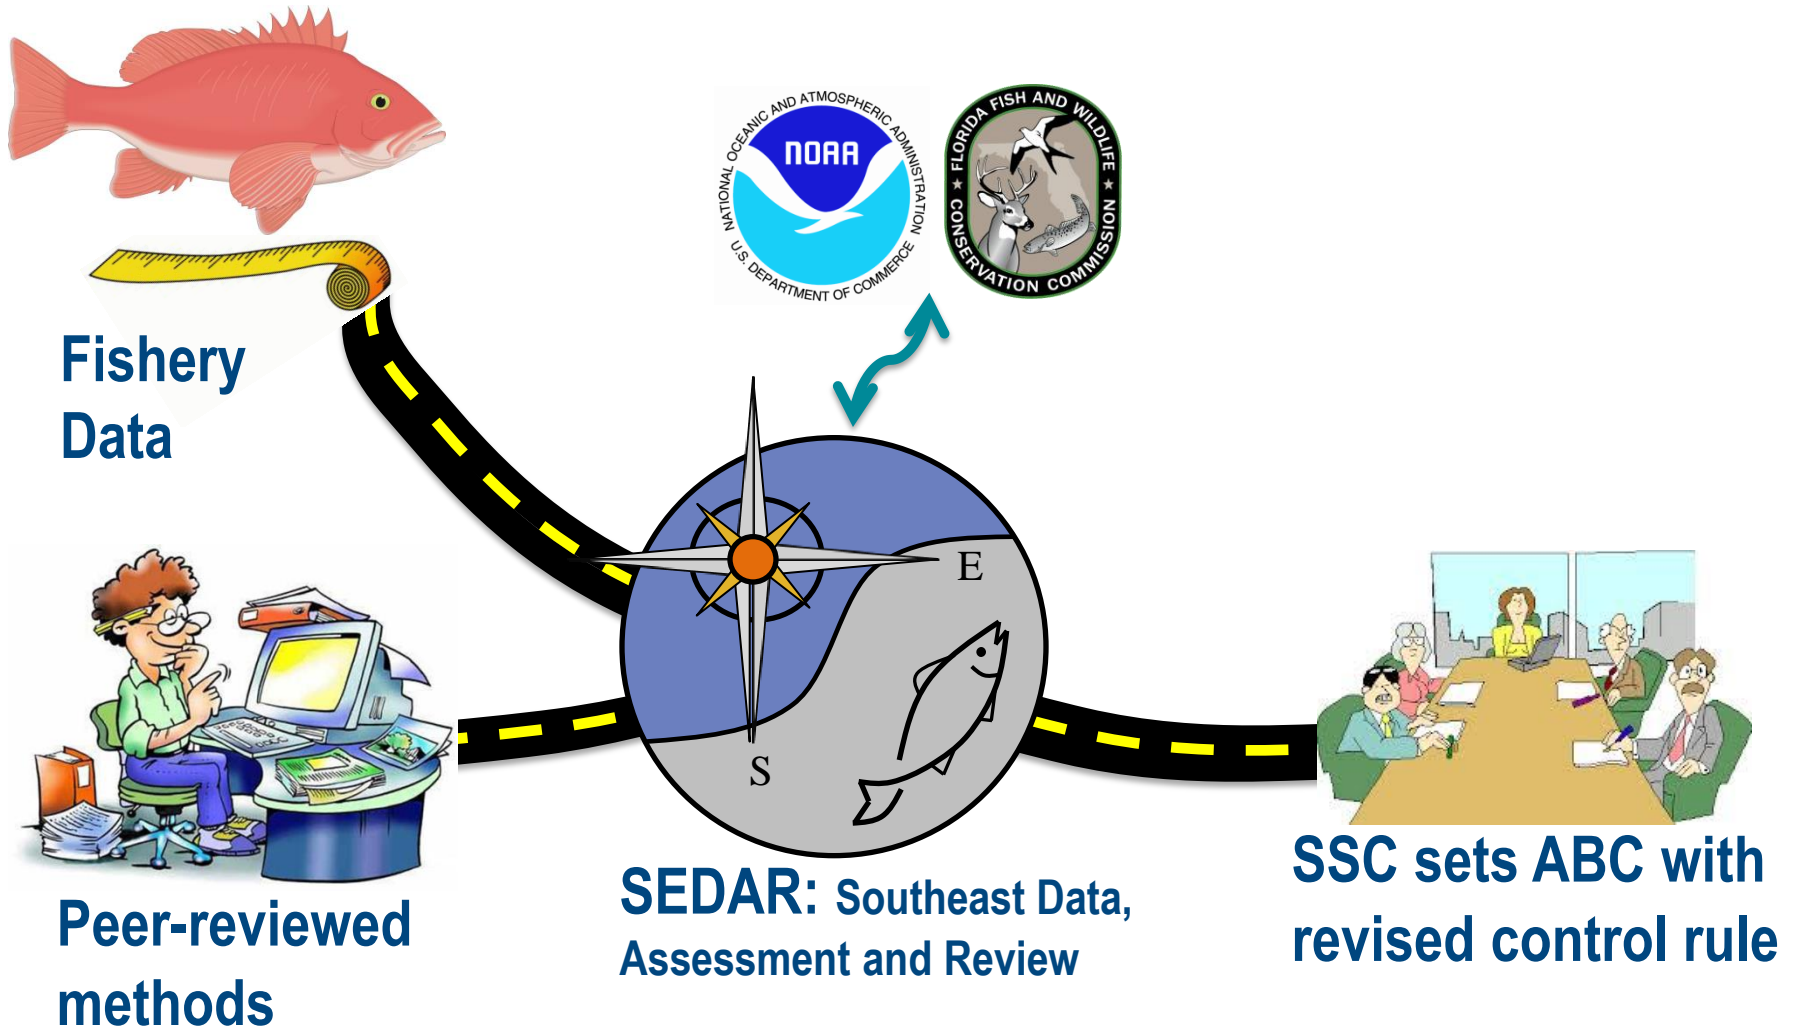 NATIONAL OCEANIC AND ATMOSPHERIC ADMINISTRATION
NOAA
U.S. DEPARTMENT OF COMMERCE
FLORIDA FISH AND WILDLIFE
CONSERVATION COMMISSION
Fishery
Data
E
S
Peer-reviewed
methods
SEDAR: Southeast Data,
Assessment and Review
SSC sets ABC with
revised control rule